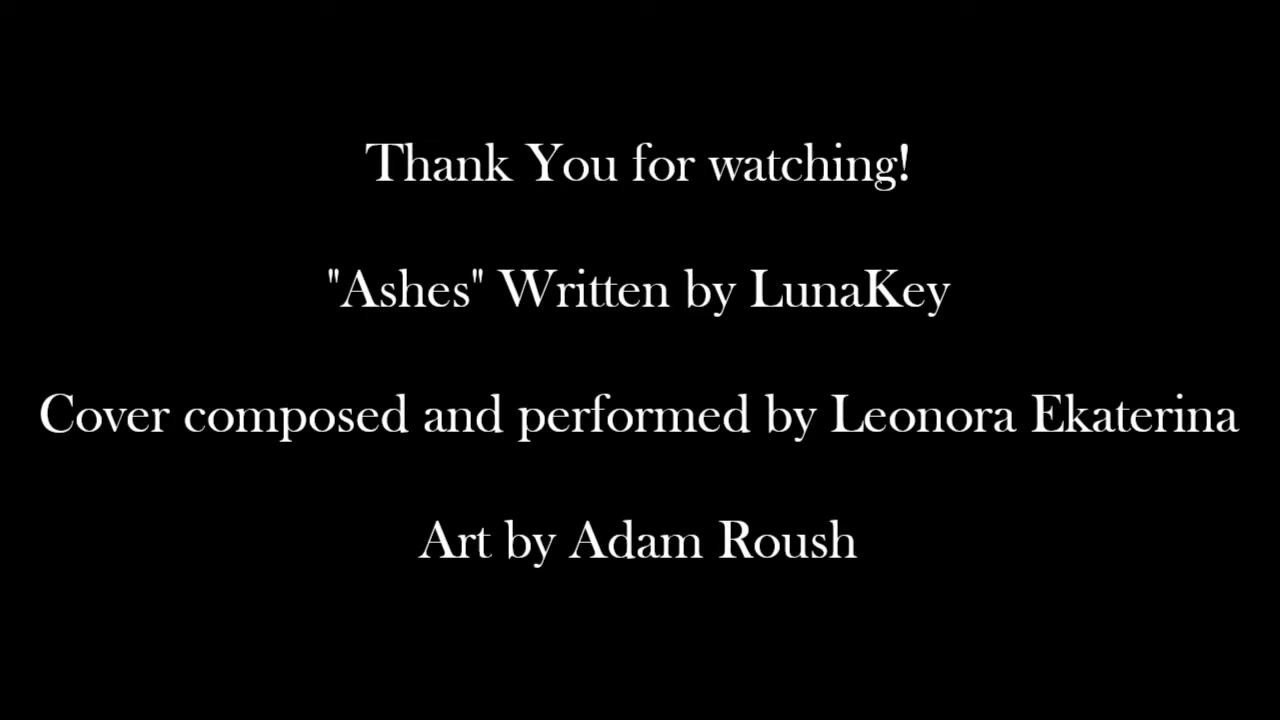 Thank You for watching!
"Ashes" Written by LunaKey
Cover composed and performed by Leonora Ekaterina
Art by Adam Roush